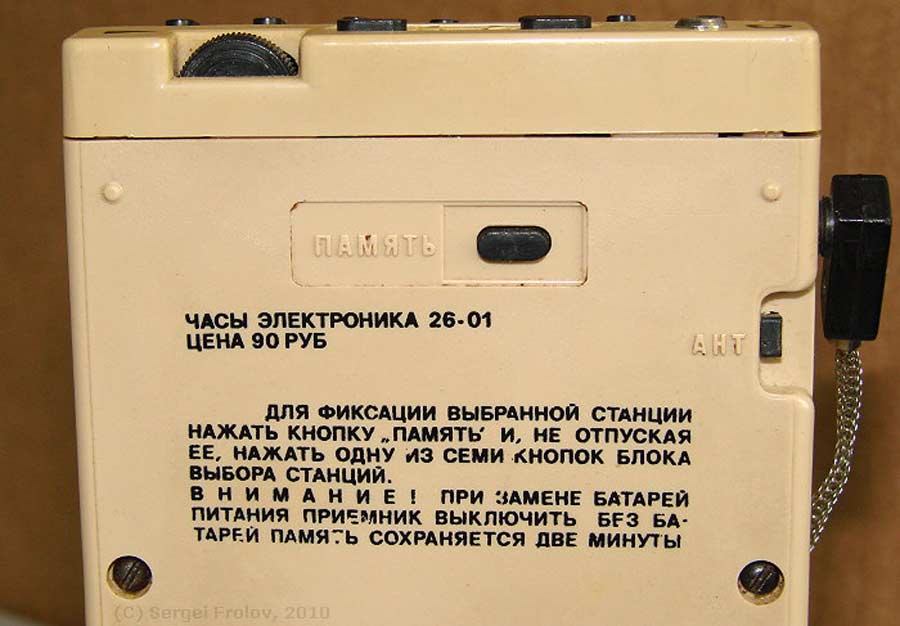 ПАМЯТЬ
ЧАСЫ ЭЛЕКТРОНИКА 26-01
ЦЕНА 90 РУБ
АНТ
ДЛЯ ФИКСАЦИИ ВЫБРАННОЙ СТАНЦИИ
НАЖАТЬ КНОПКУ „ПАМЯТЬ‘ И, НЕ ОТПУСКАЯ
ЕЕ, НАЖАТЬ ОДНУ ИЗ СЕМИ КНОПОК БЛОКА
ВЫБОРА СТАНЦИЙ.
ВНИМАНИЕ! ПРИ ЗАМЕНЕ БАТАРЕЙ
ПИТАНИЯ ПРИЕМНИК ВЫКЛЮЧИТЬ БЕЗ БА-
ТАРЕЙ ПАМЯТЬ СОХРАНЯЕТСЯ ДВЕ МИНУТЫ
(C) Sergei Frolov, 2010